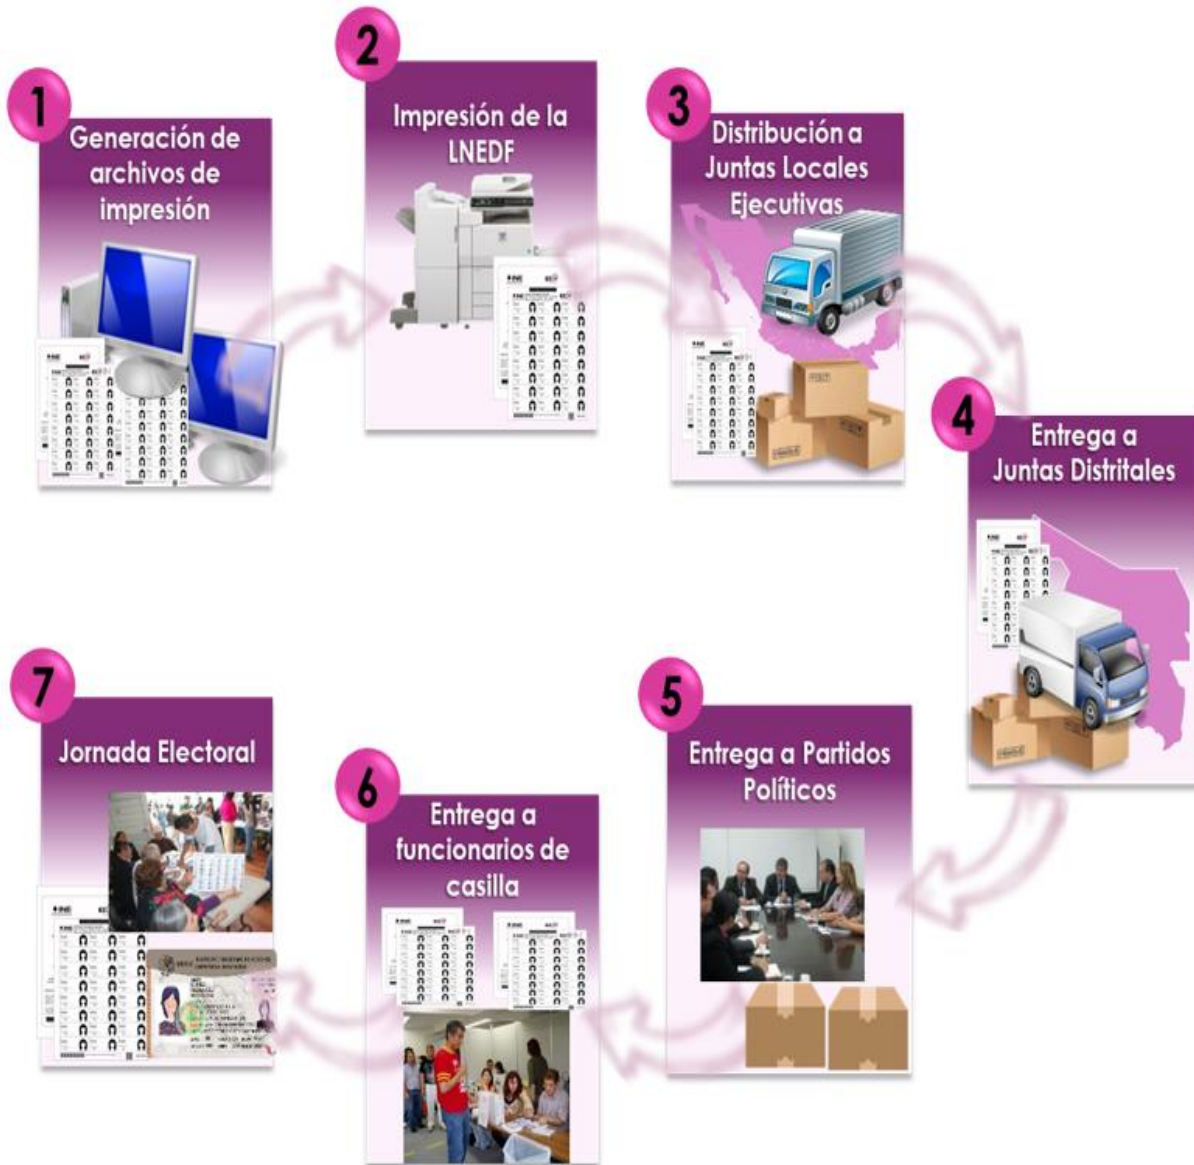 1
Generación de
archivos de
impresión
2
Impresión de la
LNEDF
3
Distribución a
Juntas Locales
Ejecutivas
4
Entrega a
Juntas Distritales
5
Entrega a Partidos
Políticos
6
Entrega a
funcionarios de
casilla
7
Jornada Electoral